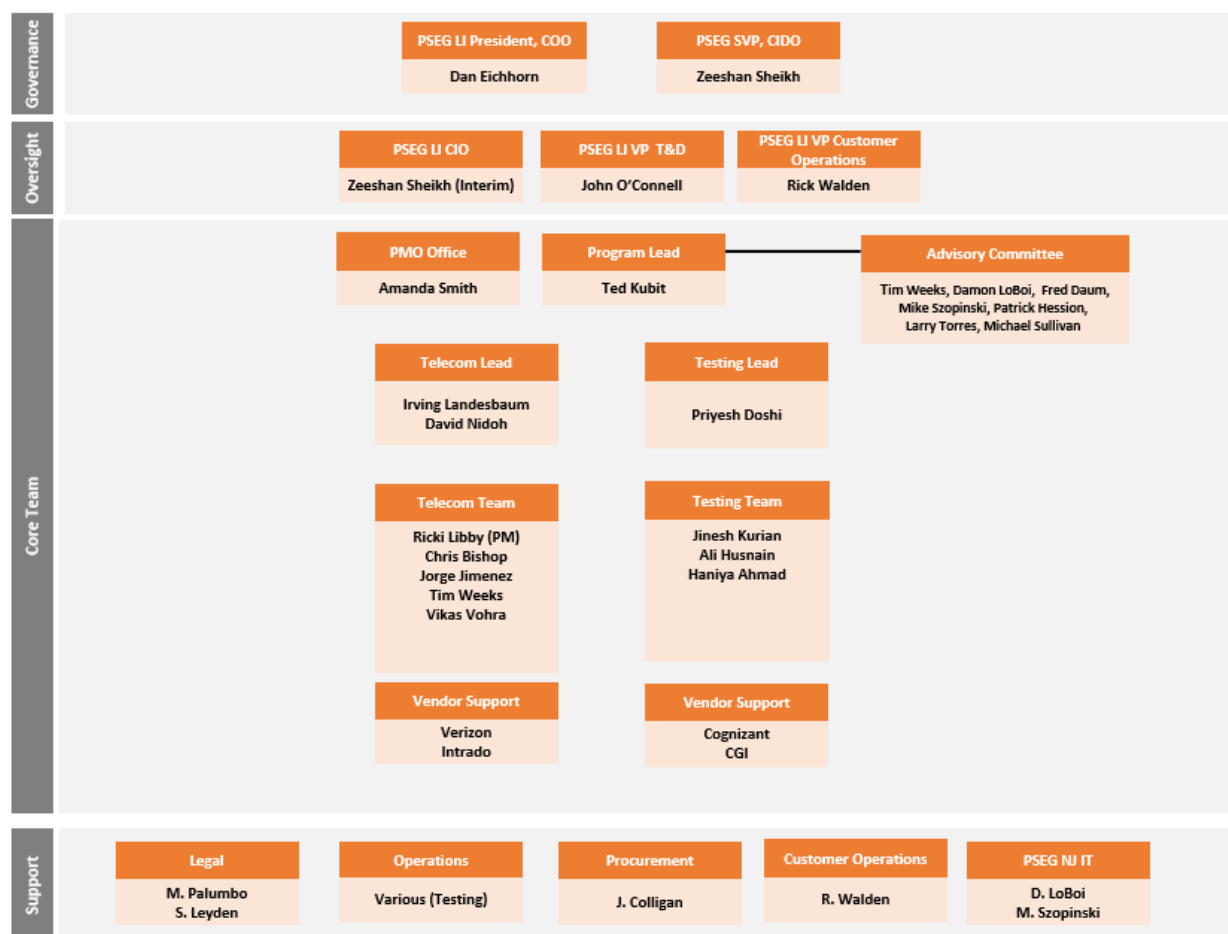 Governance
PSEG LI President, COO
Dan Eichhorn
PSEG SVP, CIDO
Zeeshan Sheikh
Oversight
PSEG LI CIO
Zeeshan Sheikh (Interim)
PSEG LI VP T&D
John O'Connell
PSEG LI VP Customer
Operations
Rick Walden
Core Team
PMO Office
Amanda Smith
Program Lead
Ted Kubit
Advisory Committee
Tim Weeks, Damon LoBoi, Fred Daum,
Mike Szopinski, Patrick Hession,
Larry Torres, Michael Sullivan
Telecom Lead
Irving Landesbaum
David Nidoh
Testing Lead
Priyesh Doshi
Telecom Team
Ricki Libby (PM)
Chris Bishop
Jorge Jimenez
Tim Weeks
Vikas Vohra
Testing Team
Jinesh Kurian
Ali Husnain
Haniya Ahmad
Vendor Support
Verizon
Intrado
Vendor Support
Cognizant
CGI
Support
Legal
M. Palumbo
S. Leyden
Operations
Various (Testing)
Procurement
J. Colligan
Customer Operations
R. Walden
PSEG NJ IT
D. LoBoi
M. Szopinski